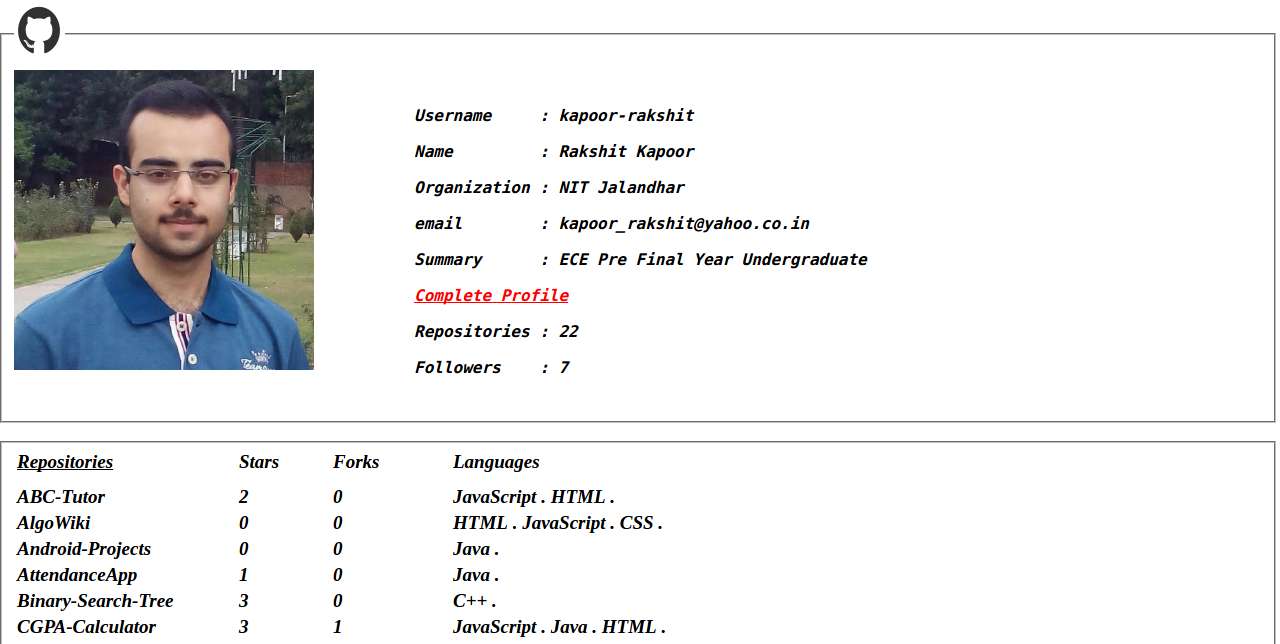 Username : kapoor-rakshit
Name : Rakshit Kapoor
Organization : NIT Jalandhar
email : kapoor_rakshit@yahoo.co.in
Summary : ECE Pre Final Year Undergraduate
Complete Profile
Repositories : 22
Followers : 7
Repositories Stars Forks Languages
ABC-Tutor 2 0 JavaScript . HTML .
AlgoWiki 0 0 HTML . JavaScript . CSS .
Android-Projects 0 0 Java .
AttendanceApp 1 0 Java .
Binary-Search-Tree 3 0 C++ .
CGPA-Calculator 3 1 JavaScript . Java . HTML .